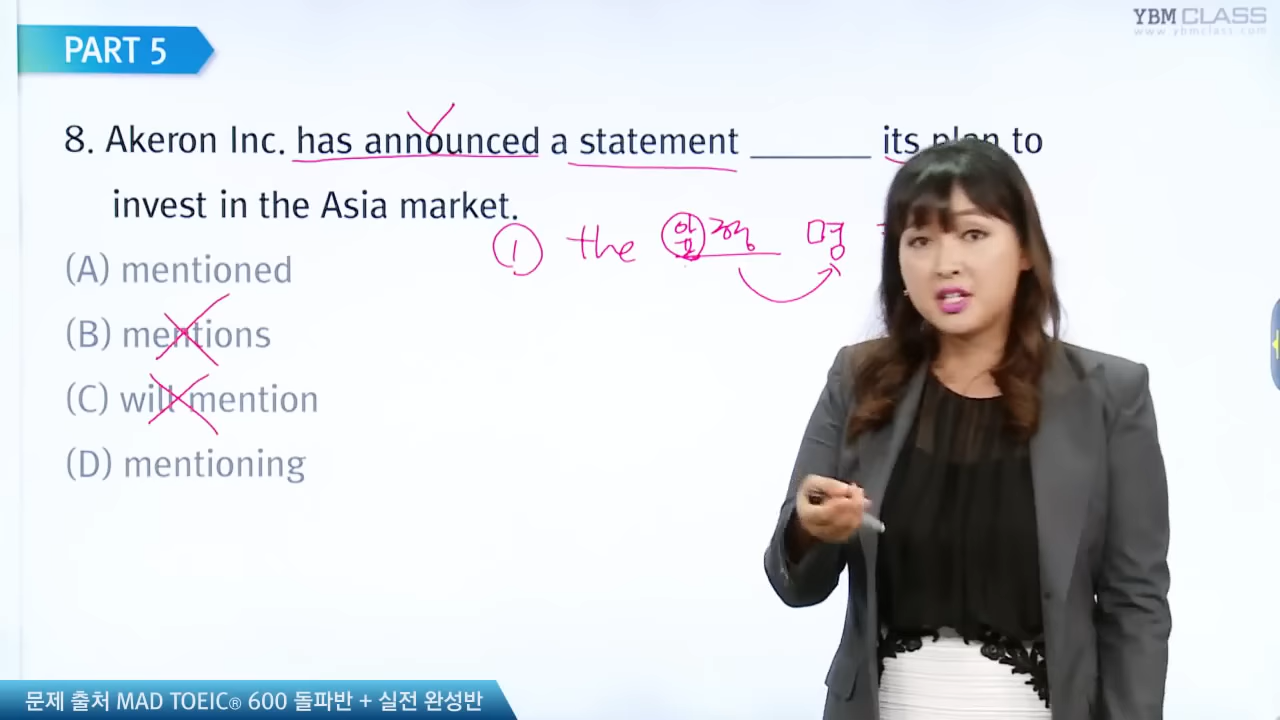 YBM CLASS
www.ybmclass.com
PART 5
8. Akeron Inc. has announced a statement ______ its plan to
invest in the Asia market.
① the 앞 명
(A) mentioned
(B) mentions
(C) will mention
(D) mentioning
문제 출처 MAD TOEIC® 600 돌파반 + 실전 완성반